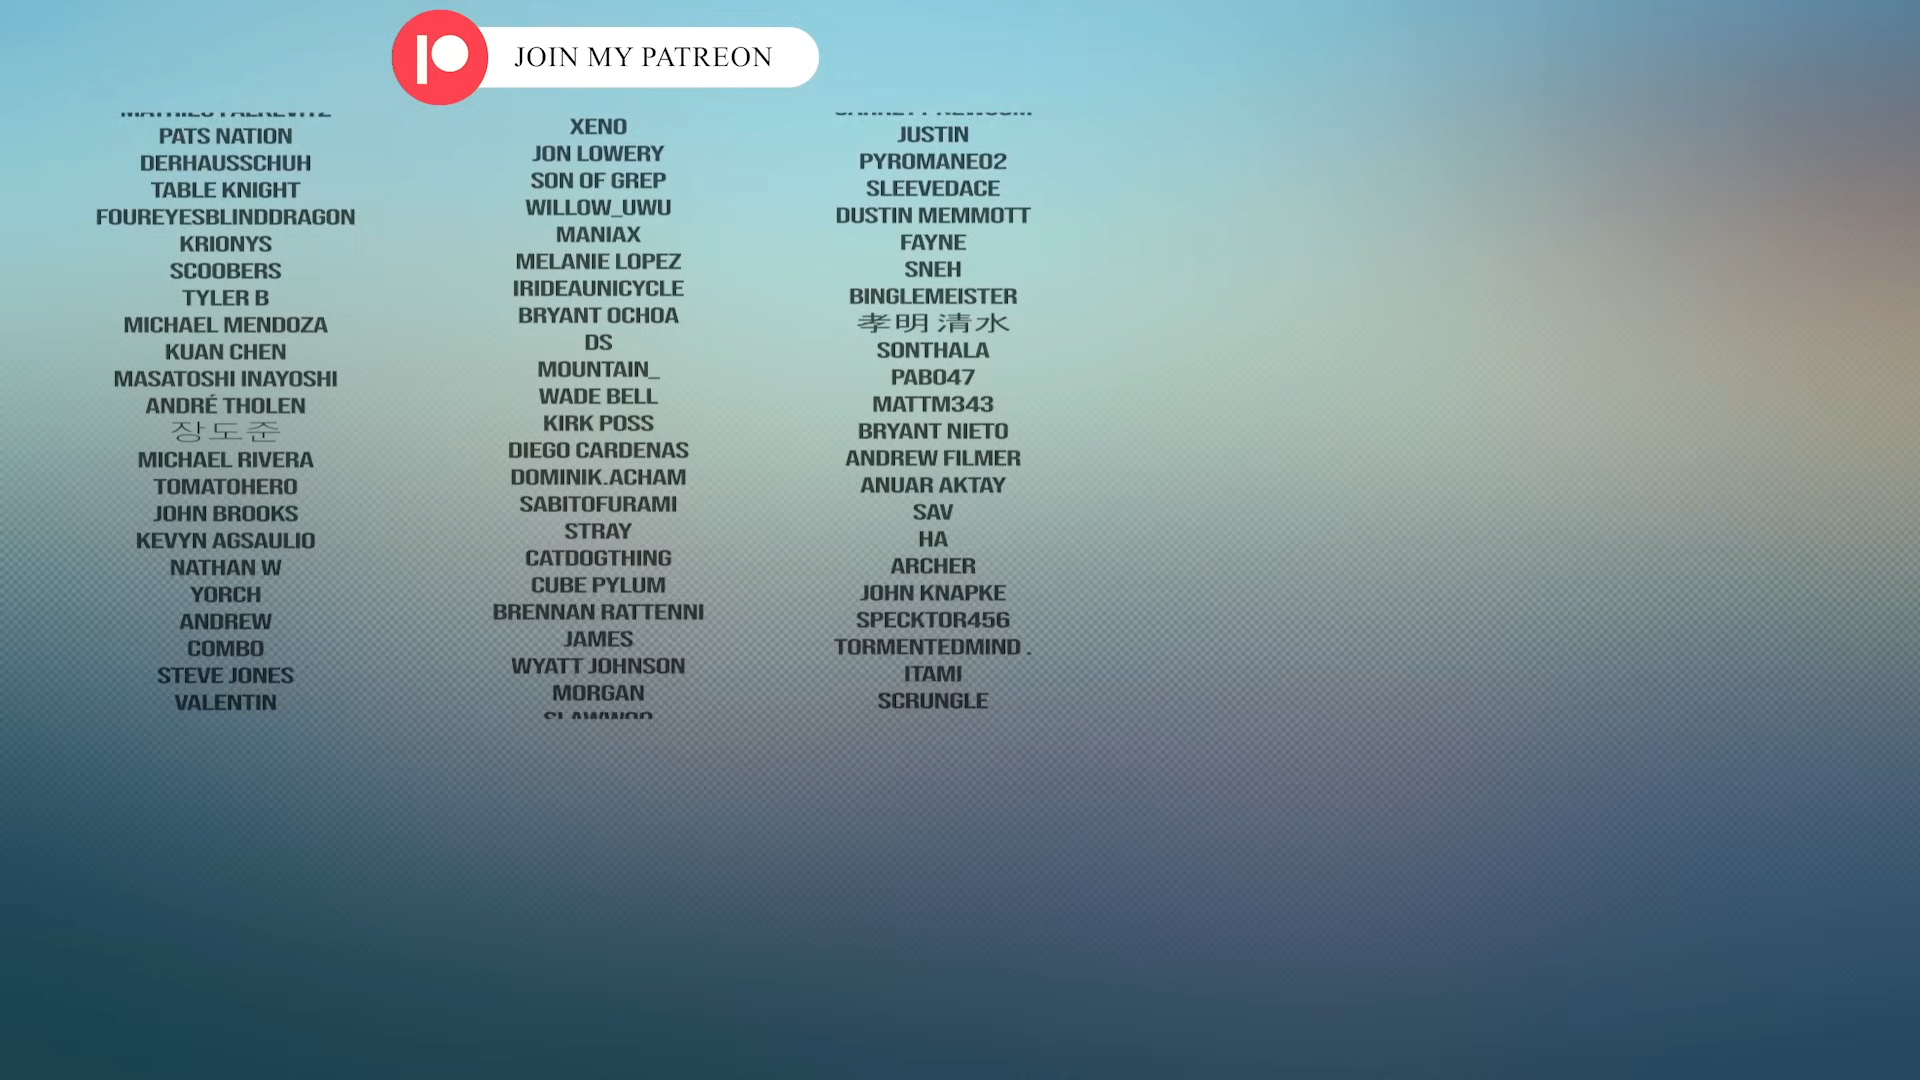 JOIN MY PATREON
PATS NATION
DERHAUSSCHUH
TABLE KNIGHT
FOUREYESBLINDDRAGON
KRIONYS
SCOOBERS
TYLER B
MICHAEL MENDOZA
KUAN CHEN
MASATOSHI INAYOSHI
ANDRÉ THOLEN
장도준
MICHAEL RIVERA
TOMATOHERO
JOHN BROOKS
KEVYN AGSAULIO
NATHAN W
YORCH
ANDREW
COMBO
STEVE JONES
VALENTIN
XENO
JON LOWERY
SON OF GREP
WILLOW_UWU
MANIAX
MELANIE LOPEZ
IRIDEAUNICYCLE
BRYANT OCHOA
DS
MOUNTAIN_
WADE BELL
KIRK POSS
DIEGO CARDENAS
DOMINIK.ACHAM
SABITOFURAMI
STRAY
CATDOGTHING
CUBE PYLUM
BRENNAN RATTENNI
JAMES
WYATT JOHNSON
MORGAN
JUSTIN
PYROMANE02
SLEEVEDACE
DUSTIN MEMMOTT
FAYNE
SNEH
BINGLEMEISTER
孝明 清水
SONTHALA
PAB047
MATTM343
BRYANT NIETO
ANDREW FILMER
ANUAR AKTAY
SAV
HA
ARCHER
JOHN KNAPKE
SPECKTOR456
TORMENTEDMIND .
ITAMI
SCRUNGLE